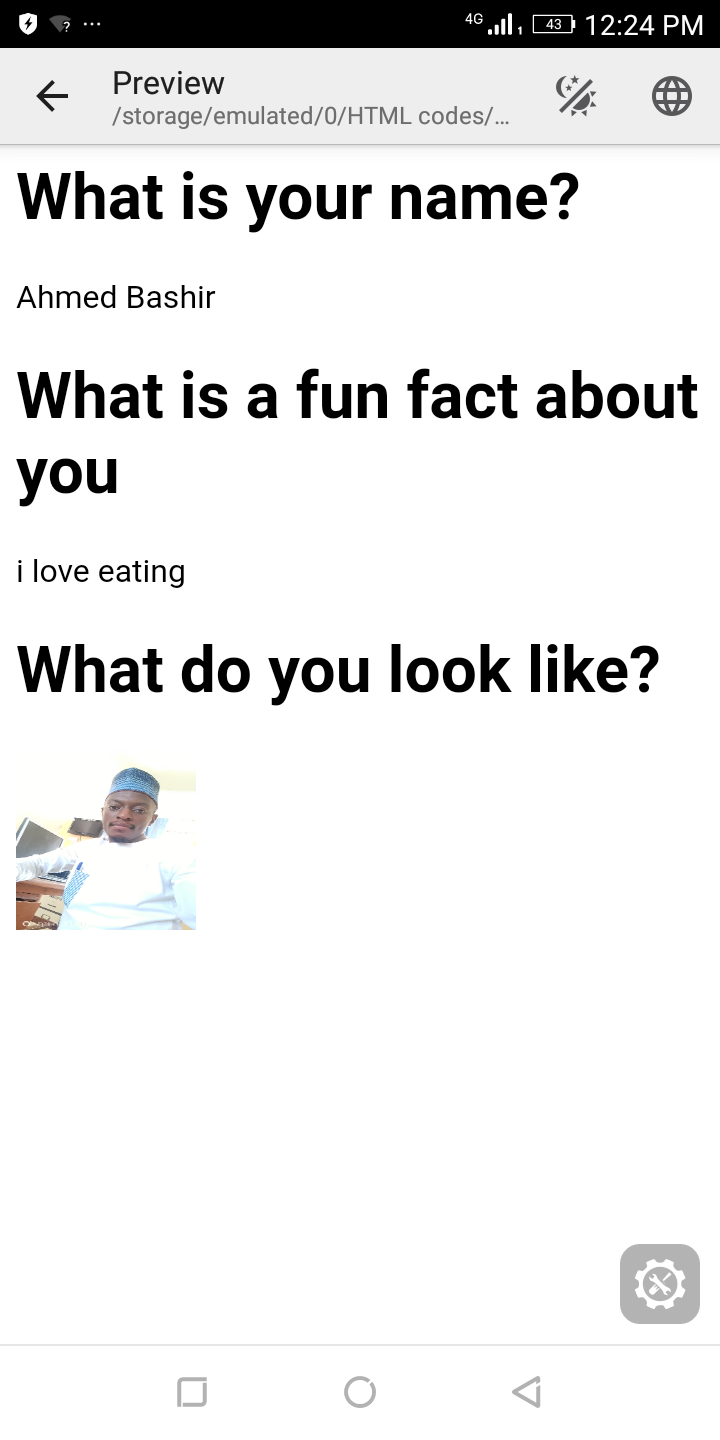 4G 1 43 12:24 PM
Preview
/storage/emulated/0/HTML codes/...
What is your name?
Ahmed Bashir
What is a fun fact about
you
i love eating
What do you look like?